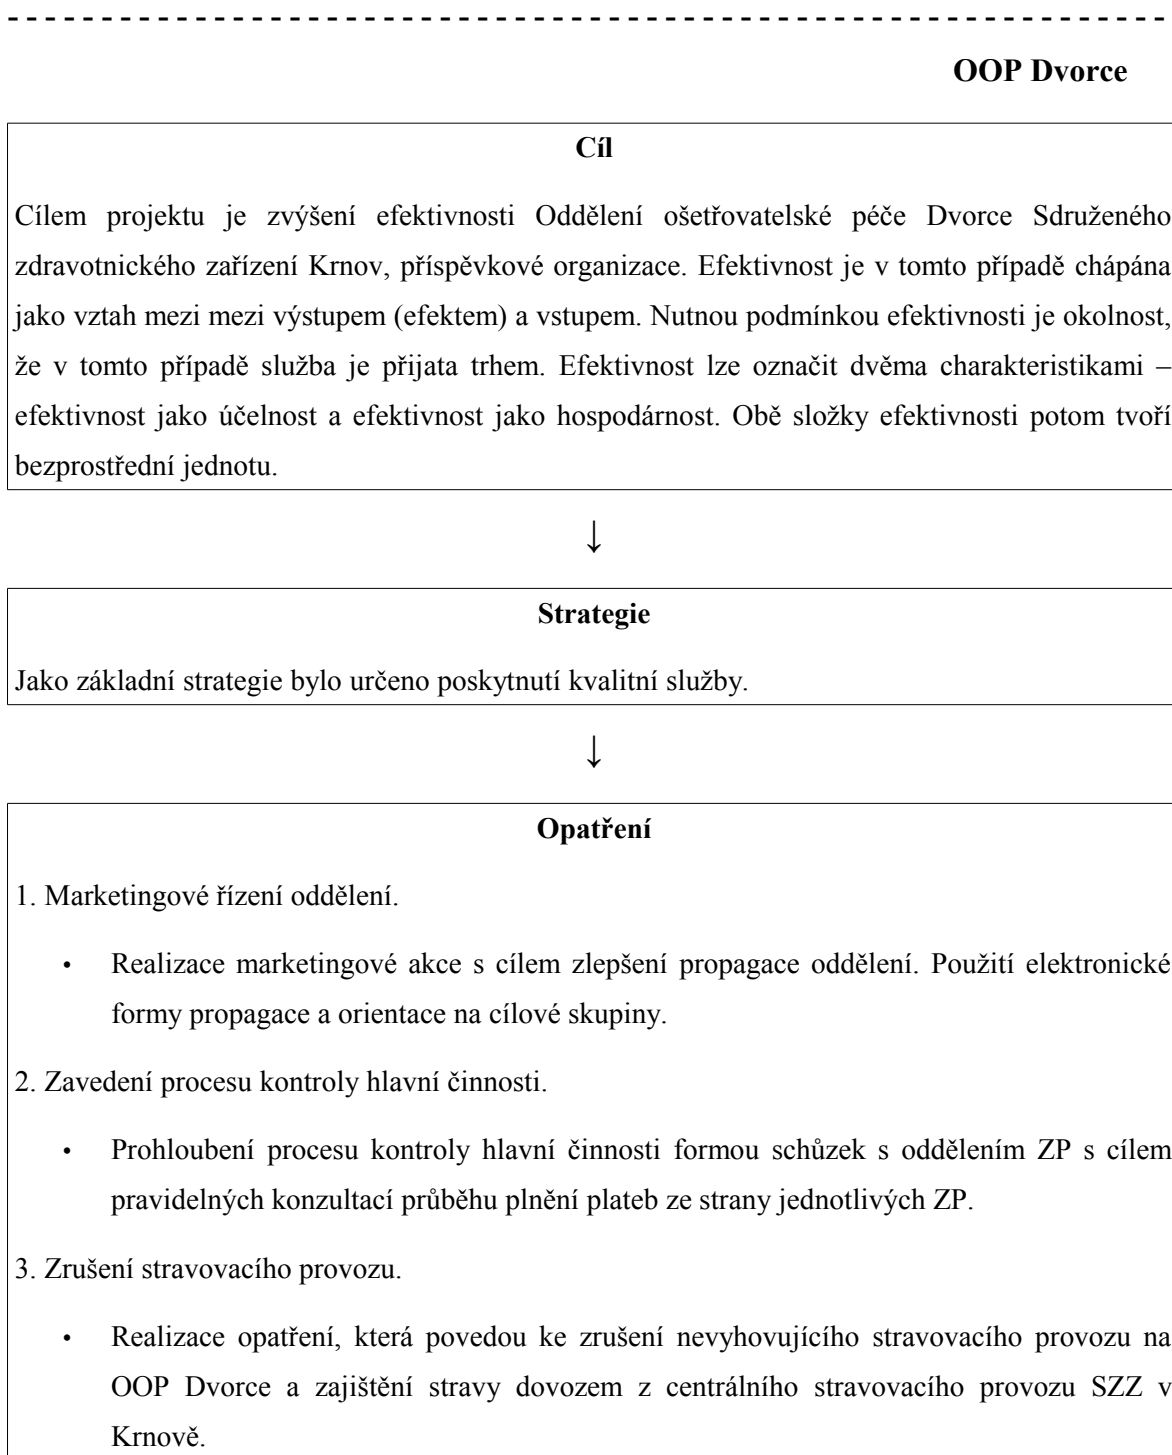 OOP Dvorce
Cíl
Cílem projektu je zvýšení efektivnosti Oddělení ošetřovatelské péče Dvorce Sdruženého
zdravotnického zařízení Krnov, příspěvkové organizace. Efektivnost je v tomto případě chápána
jako vztah mezi mezi výstupem (efektem) a vstupem. Nutnou podmínkou efektivnosti je okolnost,
že v tomto případě služba je přijata trhem. Efektivnost lze označit dvěma charakteristikami –
efektivnost jako účelnost a efektivnost jako hospodárnost. Obě složky efektivnosti potom tvoří
bezprostřední jednotu.
↓
Strategie
Jako základní strategie bylo určeno poskytnutí kvalitní služby.
↓
Opatření
1. Marketingové řízení oddělení.
• Realizace marketingové akce s cílem zlepšení propagace oddělení. Použití elektronické
formy propagace a orientace na cílové skupiny.
2. Zavedení procesu kontroly hlavní činnosti.
• Prohloubení procesu kontroly hlavní činnosti formou schůzek s oddělením ZP s cílem
pravidelných konzultací průběhu plnění plateb ze strany jednotlivých ZP.
3. Zrušení stravovacího provozu.
• Realizace opatření, která povedou ke zrušení nevyhovujícího stravovacího provozu na
OOP Dvorce a zajištění stravy dovozem z centrálního stravovacího provozu SZZ v
Krnově.